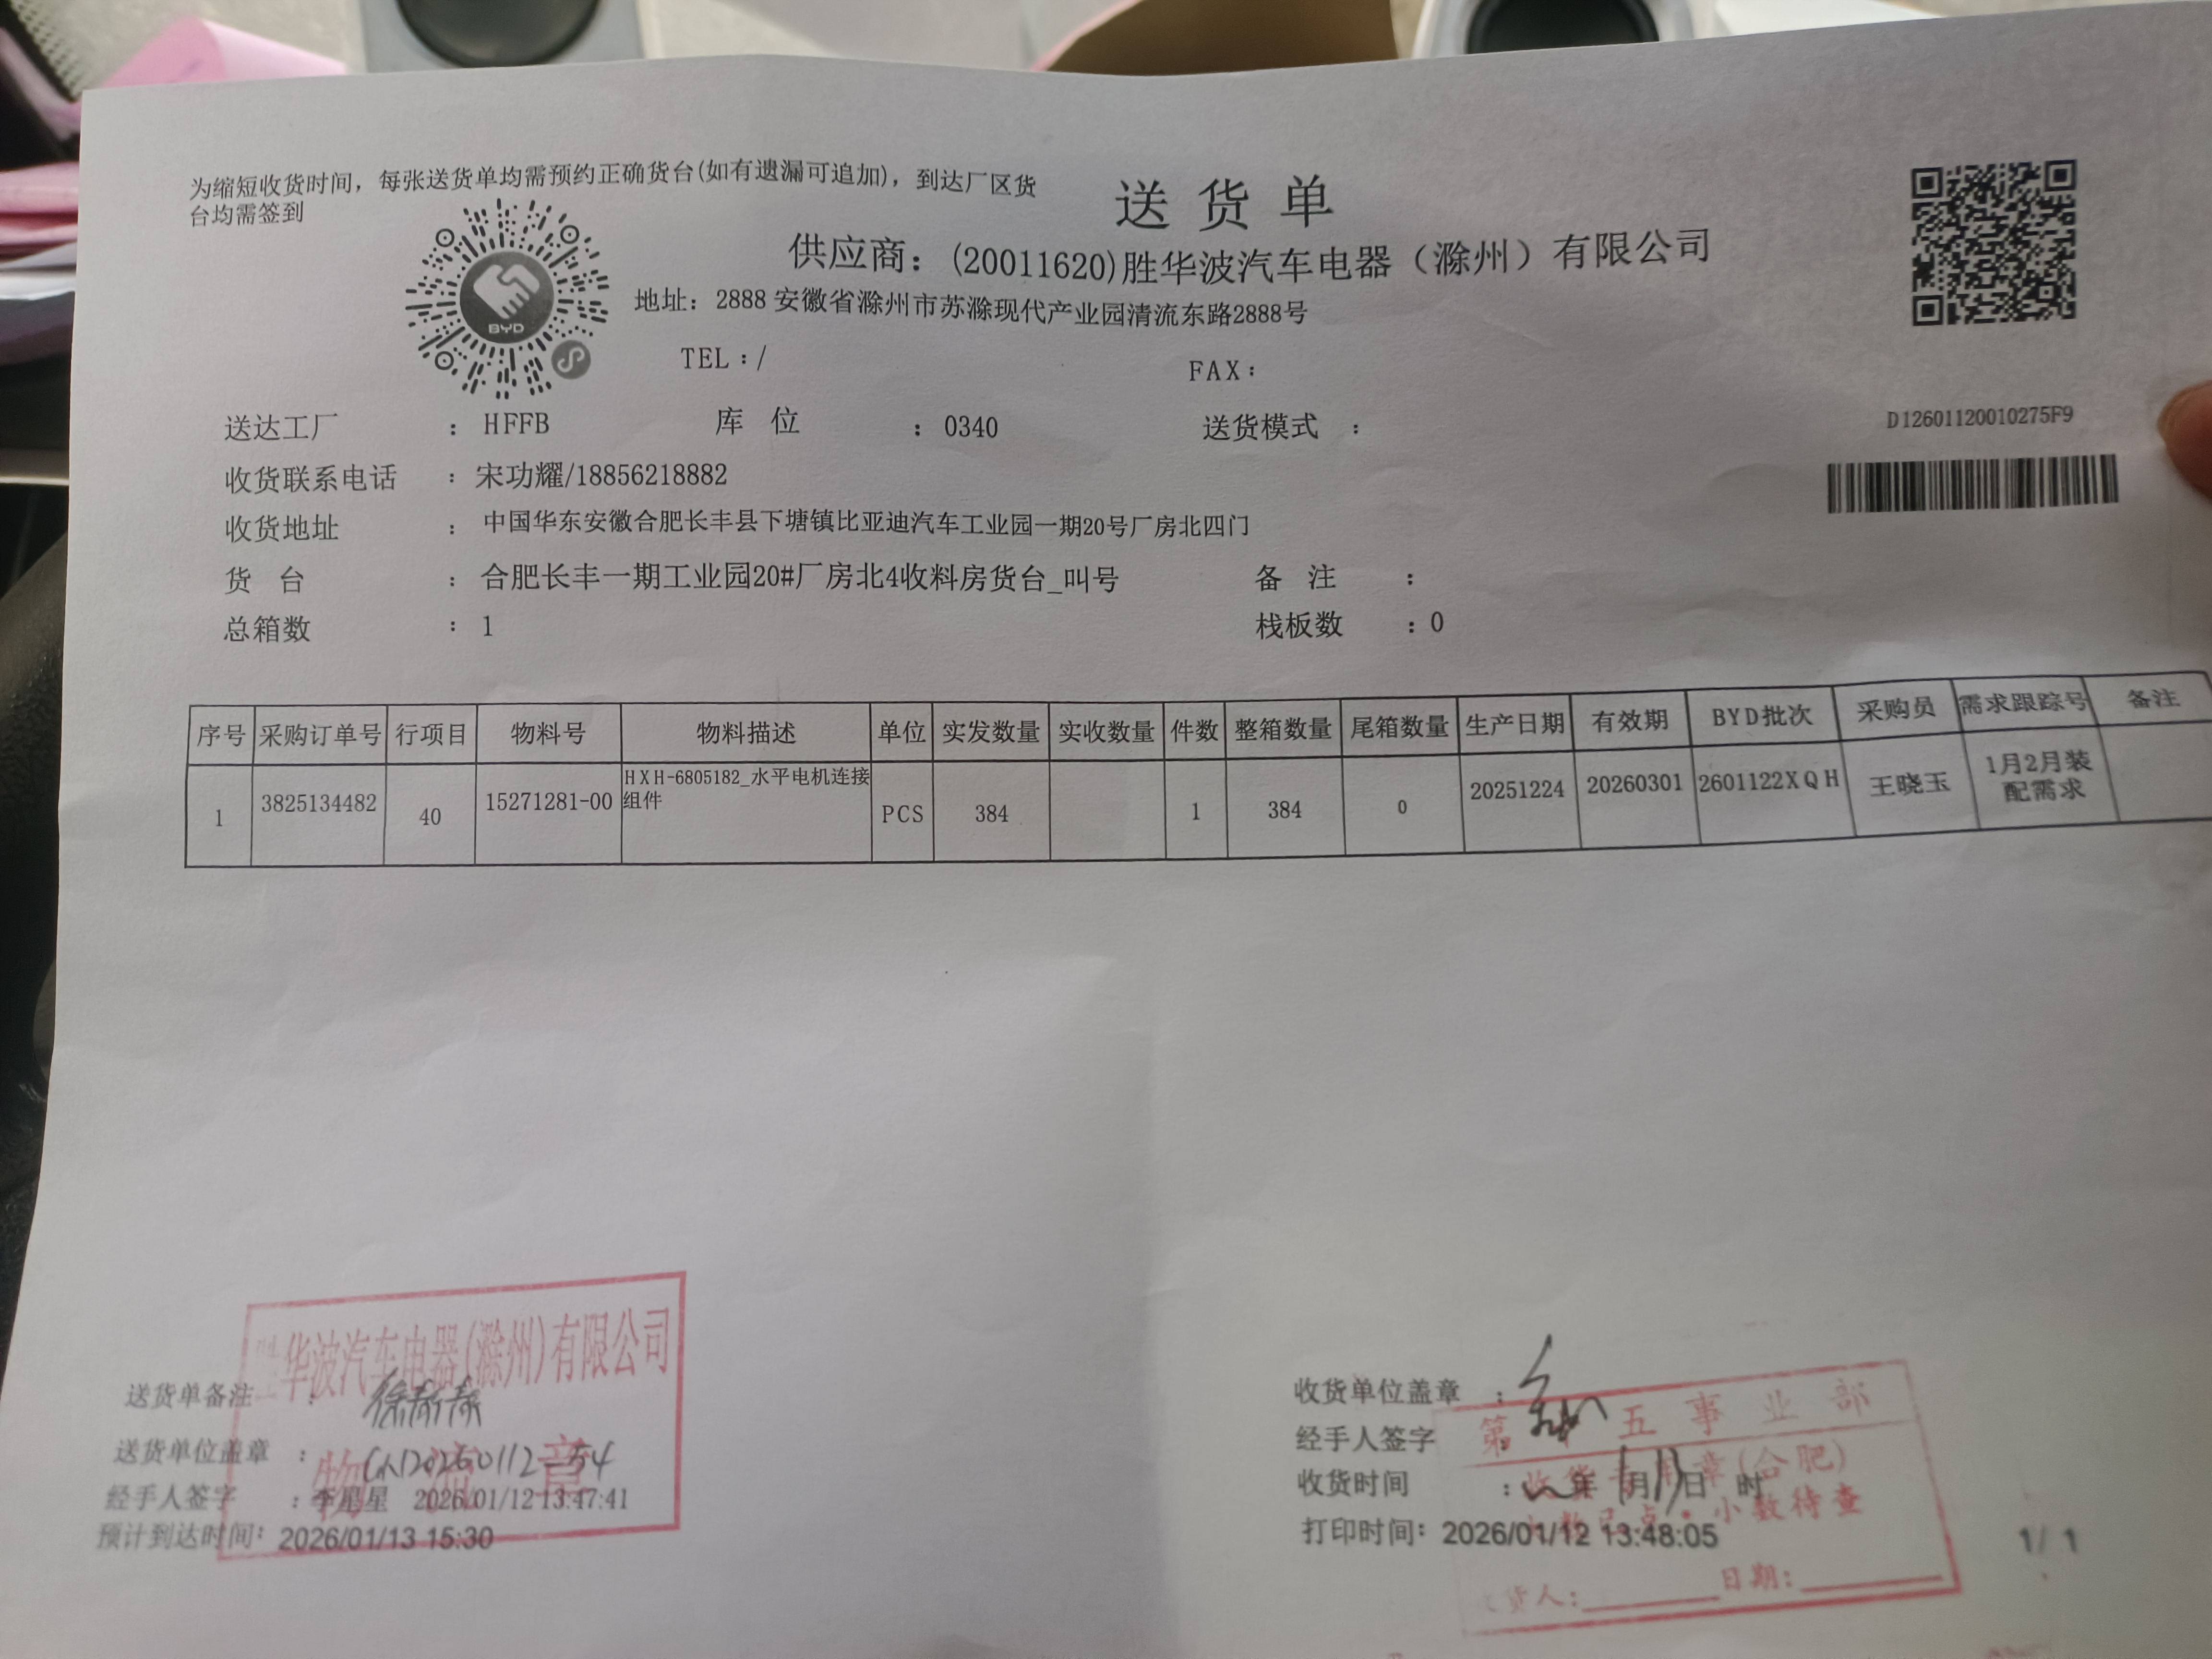 为缩短收货时间，每张送货单均需预约正确货台(如有遗漏可追加)，到达厂区货
台均需签到
送货单
供应商：(20011620)胜华波汽车电器（滁州）有限公司
地址：2888 安徽省滁州市苏滁现代产业园清流东路2888号
BYD
TEL：/ FAX：
送达工厂 ：HFFB 库 位 ：0340 送货模式 ：
D12601120010275F9
收货联系电话 ：宋功耀/18856218882
收货地址 ：中国华东安徽合肥长丰县下塘镇比亚迪汽车工业园一期20号厂房北四门
货 台 ：合肥长丰一期工业园20#厂房北4收料房货台_叫号 备 注 ：
总箱数 ：1 栈板数 ：0
序号 采购订单号 行项目 物料号 物料描述 单位 实发数量 实收数量 件数 整箱数量 尾箱数量 生产日期 有效期 BYD批次 采购员 需求跟踪号 备注
1 3825134482 40 15271281-00 HXH-6805182_水平电机连接组件 PCS 384 1 384 0 20251224 20260301 2601122XQH 王晓玉 1月2月装配需求
华波汽车电器(滁州)有限公司
物流章
送货单备注 ：
送货单位盖章 ：
经手人签字 ：李星星 2026/01/12 13:47:41
预计到达时间：2026/01/13 15:30
收货单位盖章 ：
第十五事业部
经手人签字
章(合肥)
收货时间 ： 年1月13日 时
小数待查
打印时间：2026/01/12 13:48:05
1/ 1
货人： 日期：